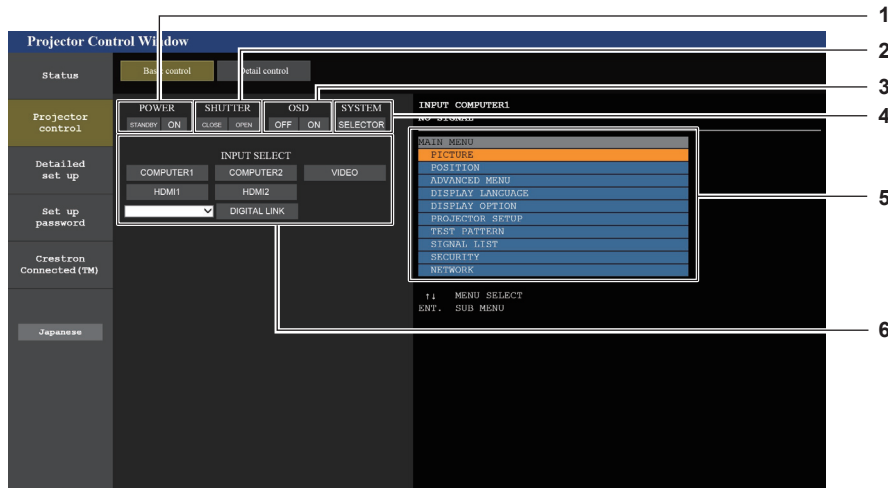 Projector Control Window
Status
Projector
control
Detailed
set up
Set up
password
Crestron
Connected(TM)
Japanese
Basic control
Detail control
POWER
STANDBY ON
SHUTTER
CLOSE OPEN
OSD
OFF ON
SYSTEM
SELECTOR
INPUT SELECT
COMPUTER1 COMPUTER2 VIDEO
HDMI1 HDMI2
DIGITAL LINK
INPUT COMPUTER1
NO SIGNAL
MAIN MENU
PICTURE
POSITION
ADVANCED MENU
DISPLAY LANGUAGE
DISPLAY OPTION
PROJECTOR SETUP
TEST PATTERN
SIGNAL LIST
SECURITY
NETWORK
↑↓ MENU SELECT
ENT. SUB MENU
1
2
3
4
5
6